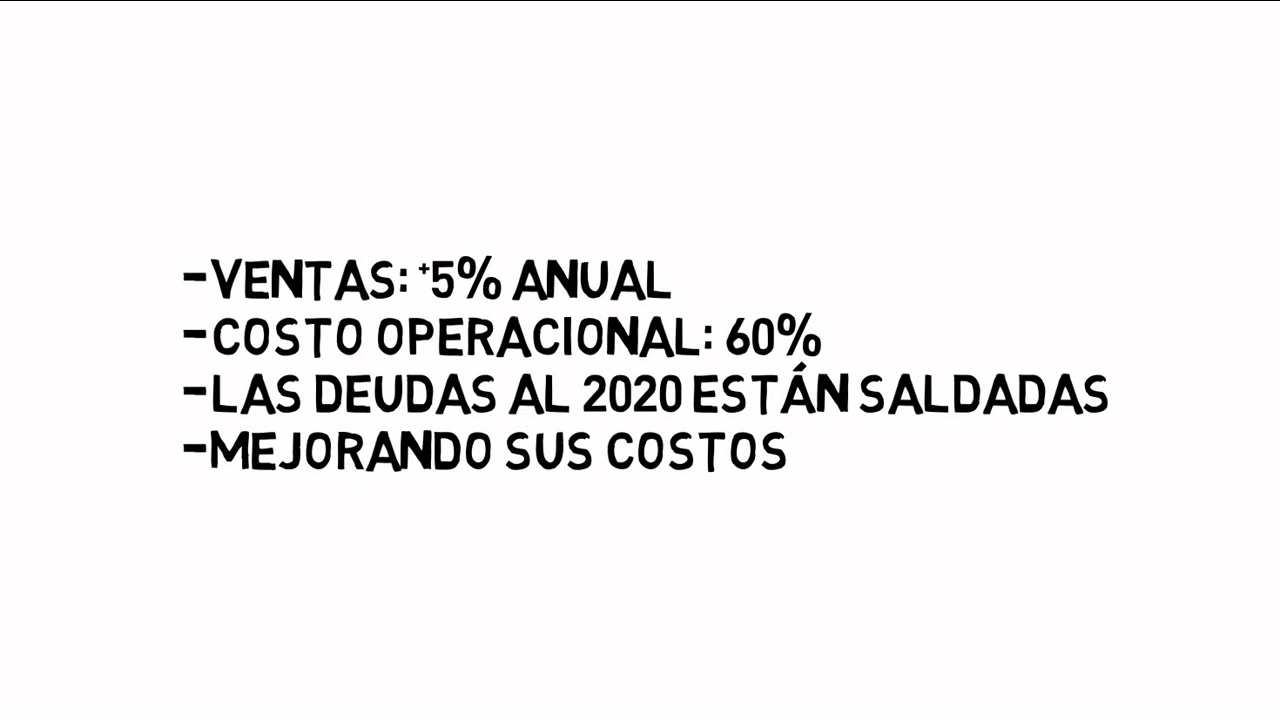 -VENTAS: +5% ANUAL
-COSTO OPERACIONAL: 60%
-LAS DEUDAS AL 2020 ESTÁN SALDADAS
-MEJORANDO SUS COSTOS